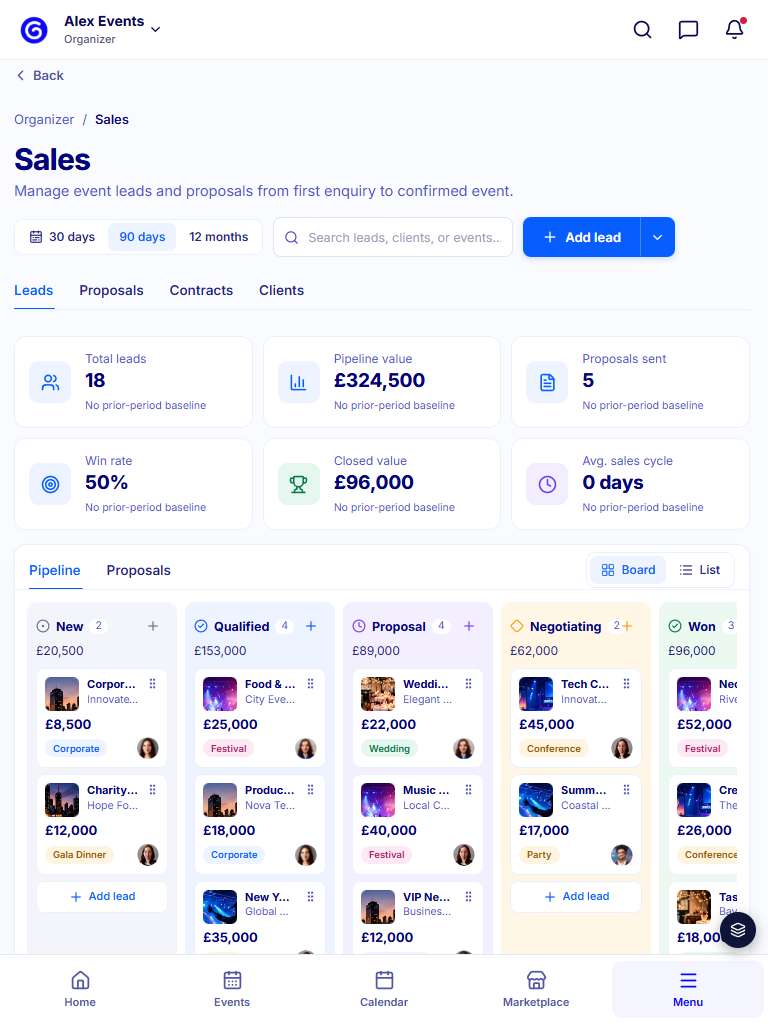 Alex Events
Organizer
Back
Organizer / Sales
Sales
Manage event leads and proposals from first enquiry to confirmed event.
30 days 90 days 12 months Search leads, clients, or events... Add lead
Leads Proposals Contracts Clients
Total leads
18
No prior-period baseline
Pipeline value
£324,500
No prior-period baseline
Proposals sent
5
No prior-period baseline
Win rate
50%
No prior-period baseline
Closed value
£96,000
No prior-period baseline
Avg. sales cycle
0 days
No prior-period baseline
Pipeline Proposals Board List
New 2
£20,500
Corpor...
Innovate...
£8,500
Corporate
Charity...
Hope Fo...
£12,000
Gala Dinner
+ Add lead
Qualified 4
£153,000
Food & ...
City Eve...
£25,000
Festival
Produc...
Nova Te...
£18,000
Corporate
New Y...
Global ...
£35,000
Proposal 4
£89,000
Weddi...
Elegant ...
£22,000
Wedding
Music ...
Local C...
£40,000
Festival
VIP Ne...
Busines...
£12,000
Negotiating 2
£62,000
Tech C...
Innovat...
£45,000
Conference
Summ...
Coastal ...
£17,000
Party
+ Add lead
Won 3
£96,000
£52,000
Festival
£26,000
Conference
Home Events Calendar Marketplace Menu